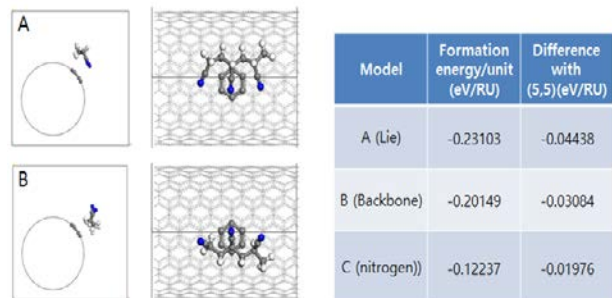 A
B
Model
Formation
energy/unit
(eV/RU)
Difference
with
(5,5)(eV/RU)
A (Lie)
-0.23103
-0.04438
B (Backbone)
-0.20149
-0.03084
C (nitrogen))
-0.12237
-0.01976